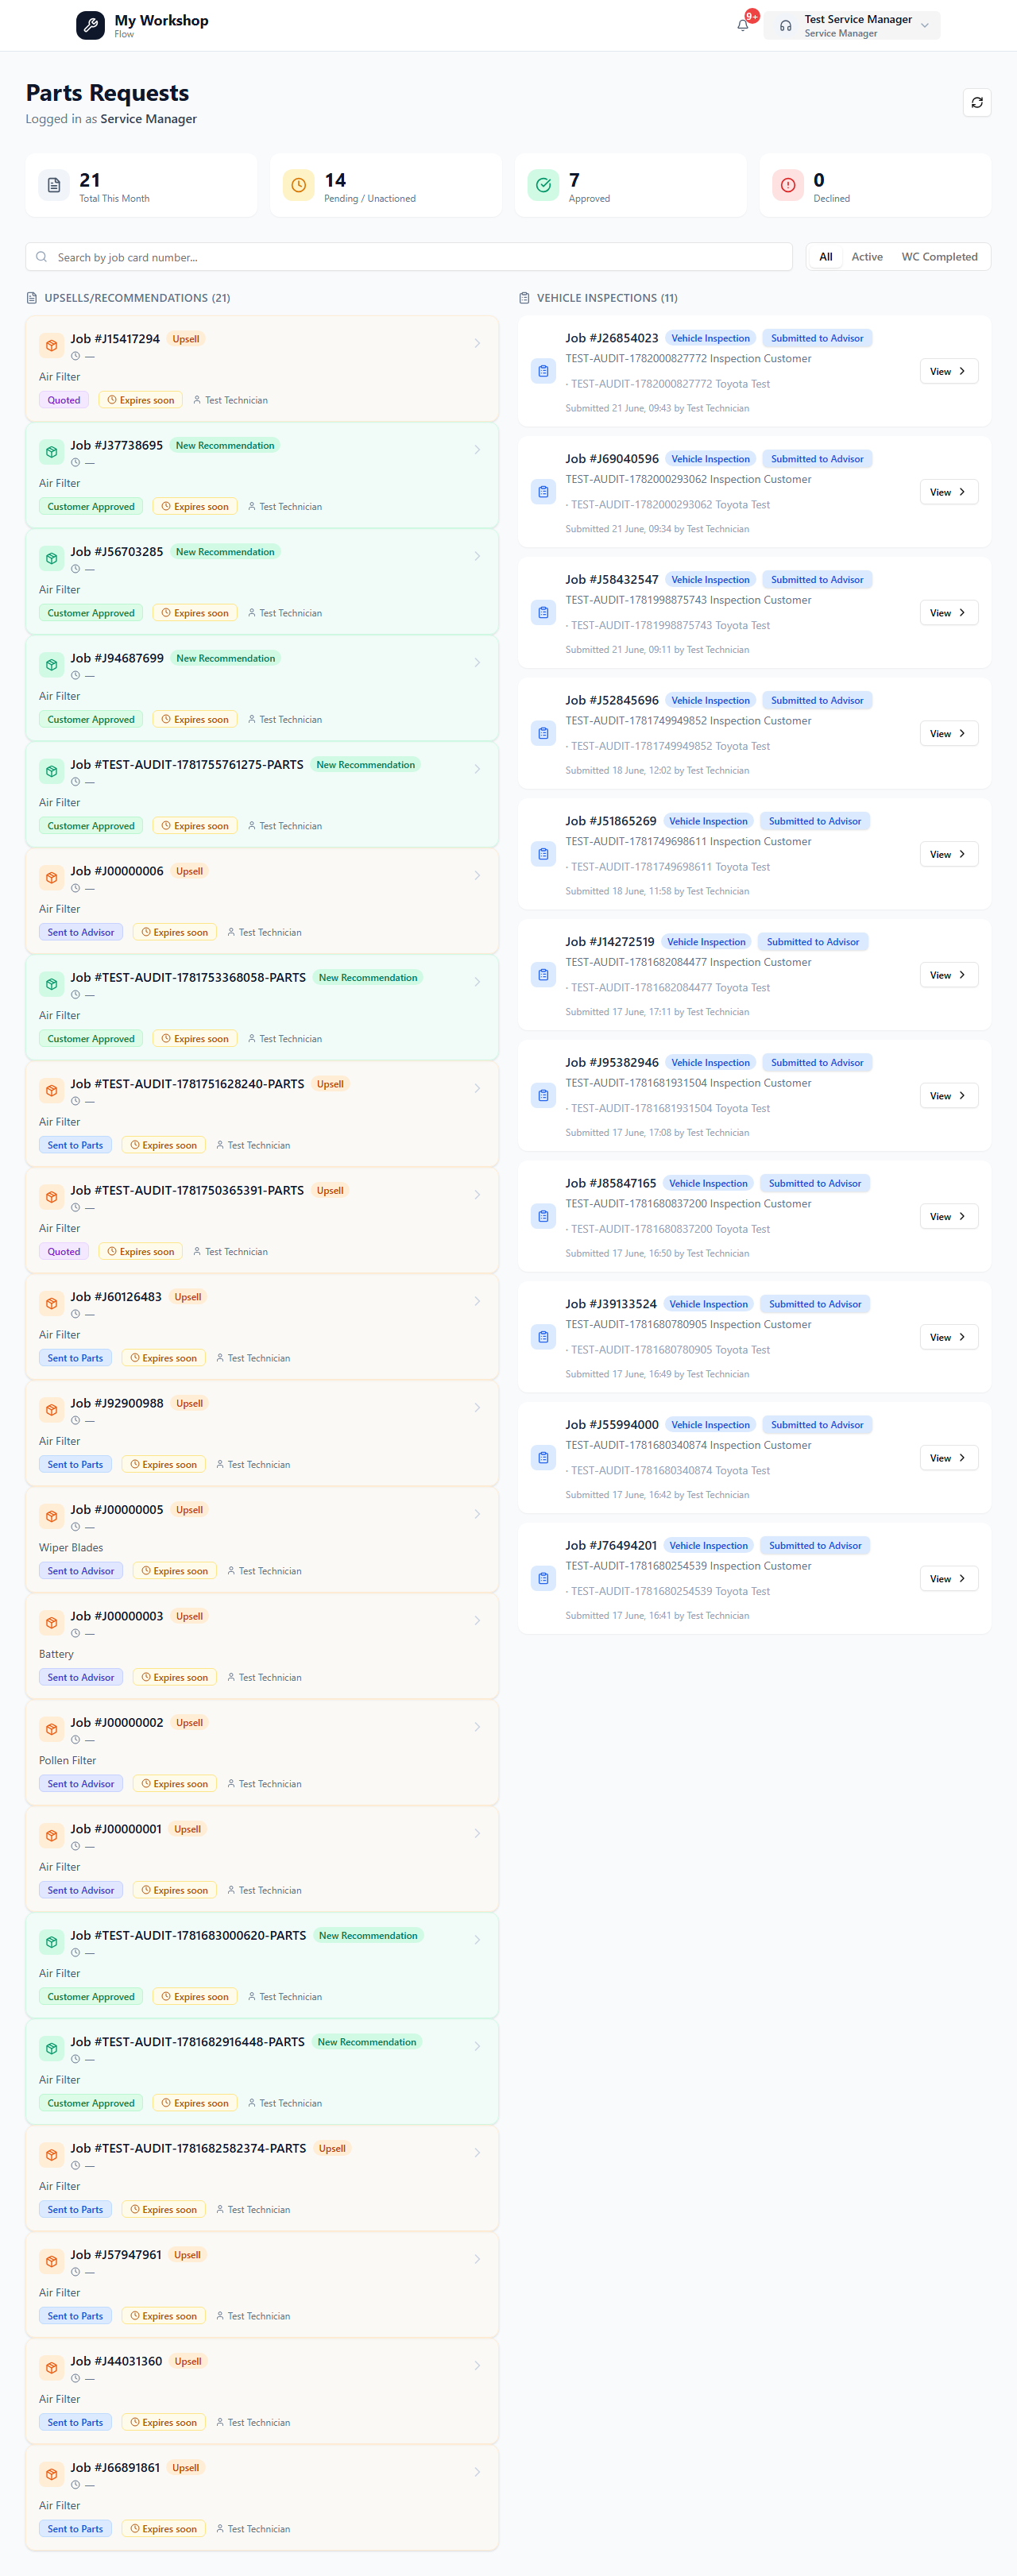 My Workshop
Flow
9+
Test Service Manager
Service Manager
Parts Requests
Logged in as Service Manager
21
Total This Month
14
Pending / Unactioned
7
Approved
0
Declined
Search by job card number...
All Active WC Completed
UPSELLS/RECOMMENDATIONS (21)
Job #J15417294 Upsell
—
Air Filter
Quoted Expires soon Test Technician
Job #J37738695 New Recommendation
—
Air Filter
Customer Approved Expires soon Test Technician
Job #J56703285 New Recommendation
—
Air Filter
Customer Approved Expires soon Test Technician
Job #J94687699 New Recommendation
—
Air Filter
Customer Approved Expires soon Test Technician
Job #TEST-AUDIT-1781755761275-PARTS New Recommendation
—
Air Filter
Customer Approved Expires soon Test Technician
Job #J00000006 Upsell
—
Air Filter
Sent to Advisor Expires soon Test Technician
Job #TEST-AUDIT-1781753368058-PARTS New Recommendation
—
Air Filter
Customer Approved Expires soon Test Technician
Job #TEST-AUDIT-1781751628240-PARTS Upsell
—
Air Filter
Sent to Parts Expires soon Test Technician
Job #TEST-AUDIT-1781750365391-PARTS Upsell
—
Air Filter
Quoted Expires soon Test Technician
Job #J60126483 Upsell
—
Air Filter
Sent to Parts Expires soon Test Technician
Job #J92900988 Upsell
—
Air Filter
Sent to Parts Expires soon Test Technician
Job #J00000005 Upsell
—
Wiper Blades
Sent to Advisor Expires soon Test Technician
Job #J00000003 Upsell
—
Battery
Sent to Advisor Expires soon Test Technician
Job #J00000002 Upsell
—
Pollen Filter
Sent to Advisor Expires soon Test Technician
Job #J00000001 Upsell
—
Air Filter
Sent to Advisor Expires soon Test Technician
Job #TEST-AUDIT-1781683000620-PARTS New Recommendation
—
Air Filter
Customer Approved Expires soon Test Technician
Job #TEST-AUDIT-1781682916448-PARTS New Recommendation
—
Air Filter
Customer Approved Expires soon Test Technician
Job #TEST-AUDIT-1781682582374-PARTS Upsell
—
Air Filter
Sent to Parts Expires soon Test Technician
Job #J57947961 Upsell
—
Air Filter
Sent to Parts Expires soon Test Technician
Job #J44031360 Upsell
—
Air Filter
Sent to Parts Expires soon Test Technician
Job #J66891861 Upsell
—
Air Filter
Sent to Parts Expires soon Test Technician
VEHICLE INSPECTIONS (11)
Job #J26854023 Vehicle Inspection Submitted to Advisor
TEST-AUDIT-1782000827772 Inspection Customer
· TEST-AUDIT-1782000827772 Toyota Test
Submitted 21 June, 09:43 by Test Technician
View
Job #J69040596 Vehicle Inspection Submitted to Advisor
TEST-AUDIT-1782000293062 Inspection Customer
· TEST-AUDIT-1782000293062 Toyota Test
Submitted 21 June, 09:34 by Test Technician
View
Job #J58432547 Vehicle Inspection Submitted to Advisor
TEST-AUDIT-1781998875743 Inspection Customer
· TEST-AUDIT-1781998875743 Toyota Test
Submitted 21 June, 09:11 by Test Technician
View
Job #J52845696 Vehicle Inspection Submitted to Advisor
TEST-AUDIT-1781749949852 Inspection Customer
· TEST-AUDIT-1781749949852 Toyota Test
Submitted 18 June, 12:02 by Test Technician
View
Job #J51865269 Vehicle Inspection Submitted to Advisor
TEST-AUDIT-1781749698611 Inspection Customer
· TEST-AUDIT-1781749698611 Toyota Test
Submitted 18 June, 11:58 by Test Technician
View
Job #J14272519 Vehicle Inspection Submitted to Advisor
TEST-AUDIT-1781682084477 Inspection Customer
· TEST-AUDIT-1781682084477 Toyota Test
Submitted 17 June, 17:11 by Test Technician
View
Job #J95382946 Vehicle Inspection Submitted to Advisor
TEST-AUDIT-1781681931504 Inspection Customer
· TEST-AUDIT-1781681931504 Toyota Test
Submitted 17 June, 17:08 by Test Technician
View
Job #J85847165 Vehicle Inspection Submitted to Advisor
TEST-AUDIT-1781680837200 Inspection Customer
· TEST-AUDIT-1781680837200 Toyota Test
Submitted 17 June, 16:50 by Test Technician
View
Job #J39133524 Vehicle Inspection Submitted to Advisor
TEST-AUDIT-1781680780905 Inspection Customer
· TEST-AUDIT-1781680780905 Toyota Test
Submitted 17 June, 16:49 by Test Technician
View
Job #J55994000 Vehicle Inspection Submitted to Advisor
TEST-AUDIT-1781680340874 Inspection Customer
· TEST-AUDIT-1781680340874 Toyota Test
Submitted 17 June, 16:42 by Test Technician
View
Job #J76494201 Vehicle Inspection Submitted to Advisor
TEST-AUDIT-1781680254539 Inspection Customer
· TEST-AUDIT-1781680254539 Toyota Test
Submitted 17 June, 16:41 by Test Technician
View